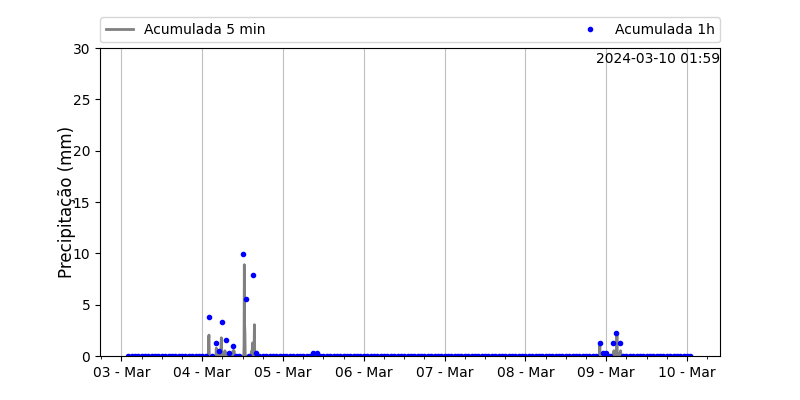 Acumulada 5 min
Acumulada 1h
2024-03-10 01:59
Precipitação (mm)
30
25
20
15
10
5
0
03 - Mar
04 - Mar
05 - Mar
06 - Mar
07 - Mar
08 - Mar
09 - Mar
10 - Mar